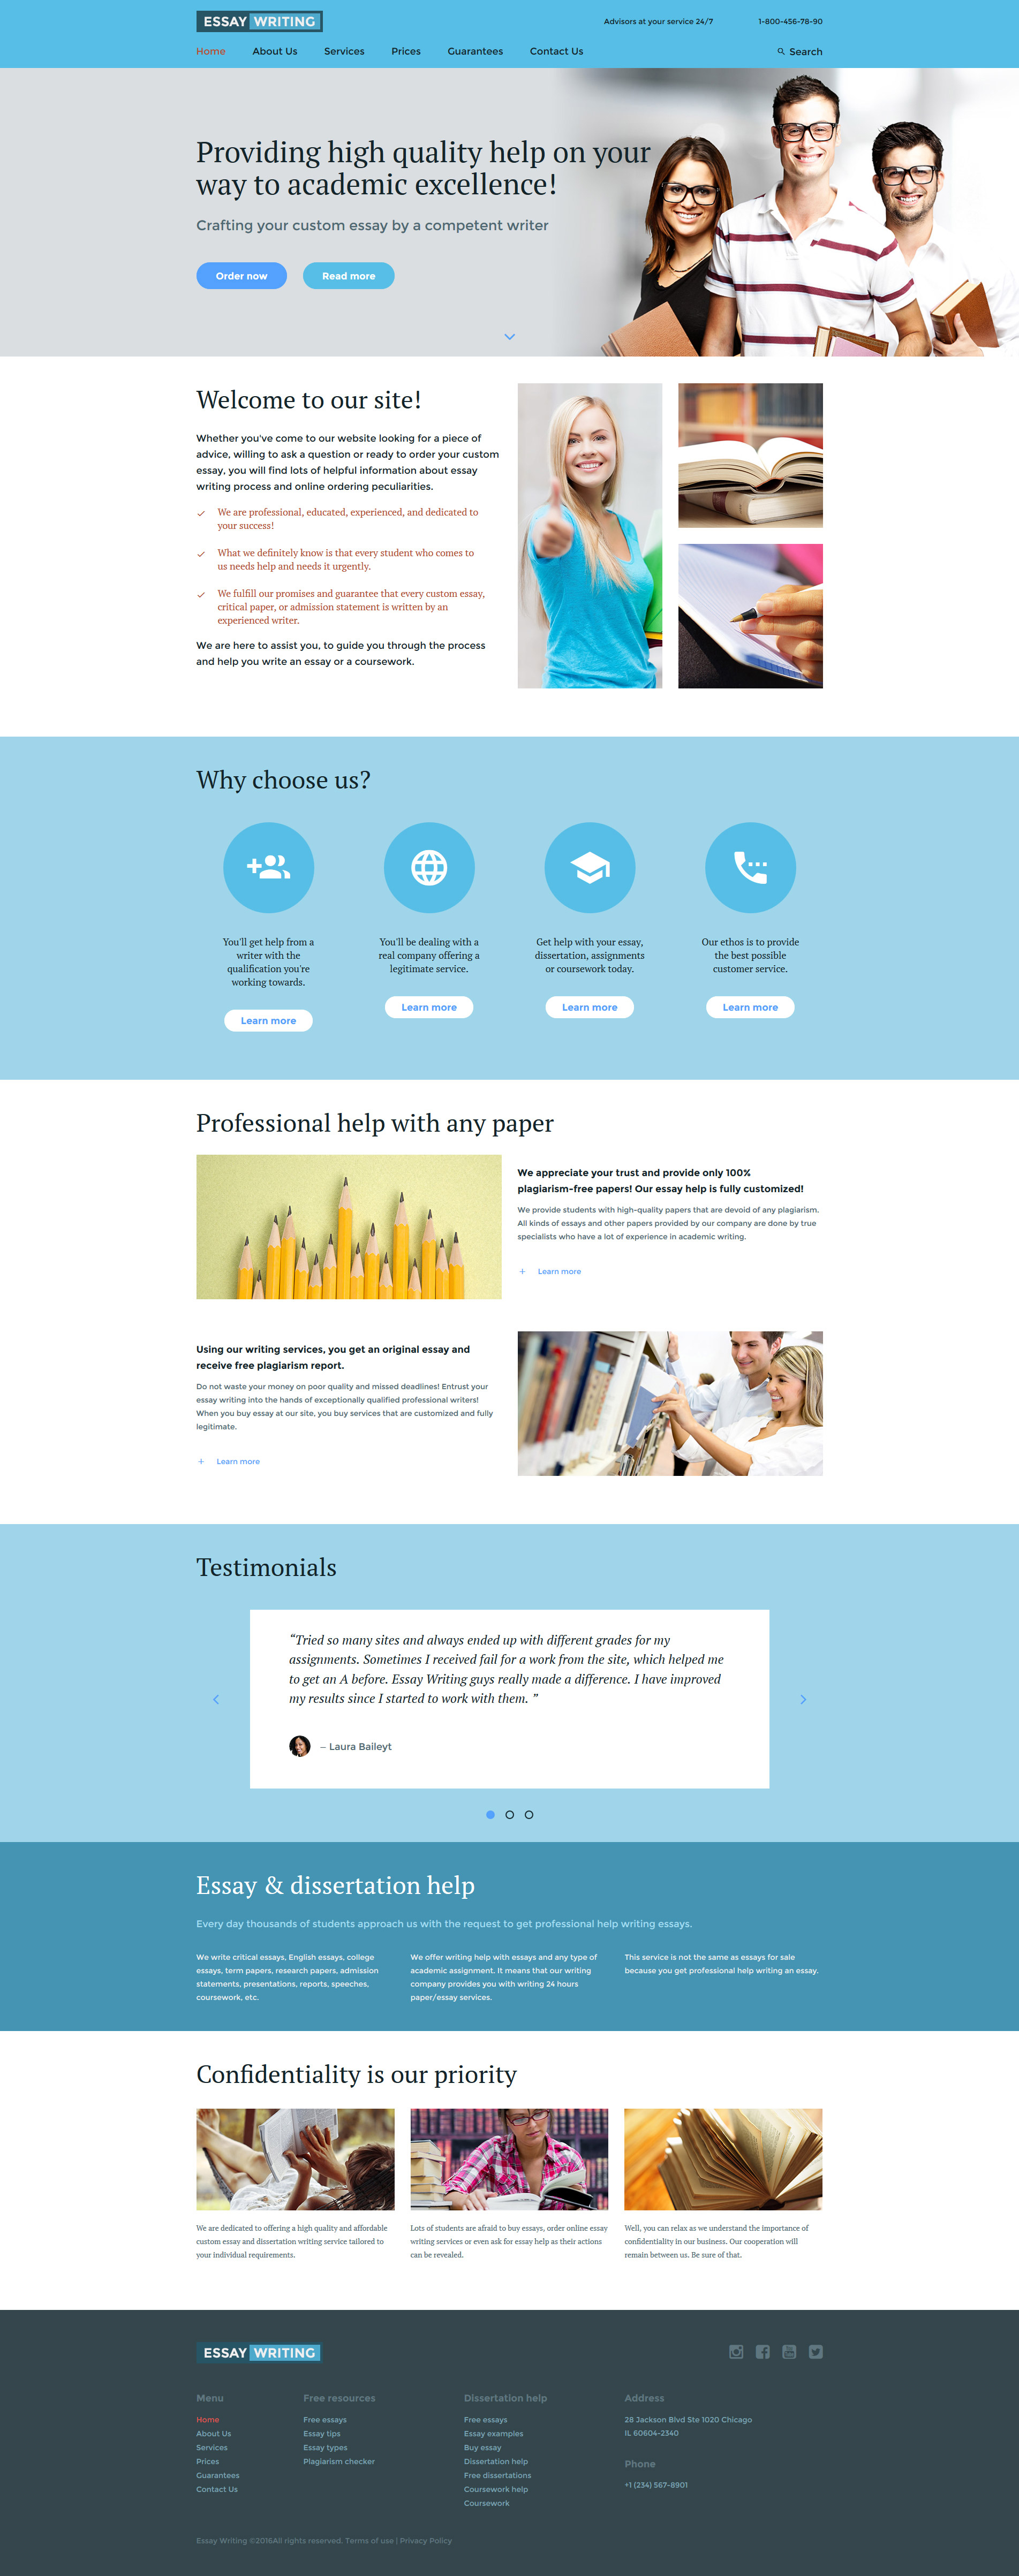 ESSAY WRITING
Advisors at your service 24/7
1-800-456-78-90
Home
About Us
Services
Prices
Guarantees
Contact Us
Search
Providing high quality help on your
way to academic excellence!
Crafting your custom essay by a competent writer
Order now
Read more
Welcome to our site!
Whether you've come to our website looking for a piece of
advice, willing to ask a question or ready to order your custom
essay, you will find lots of helpful information about essay
writing process and online ordering peculiarities.
We are professional, educated, experienced, and dedicated to
your success!
What we definitely know is that every student who comes to
us needs help and needs it urgently.
We fulfill our promises and guarantee that every custom essay,
critical paper, or admission statement is written by an
experienced writer.
We are here to assist you, to guide you through the process
and help you write an essay or a coursework.
Why choose us?
You'll get help from a
writer with the
qualification you're
working towards.
Learn more
You'll be dealing with a
real company offering a
legitimate service.
Learn more
Get help with your essay,
dissertation, assignments
or coursework today.
Learn more
Our ethos is to provide
the best possible
customer service.
Learn more
Professional help with any paper
We appreciate your trust and provide only 100%
plagiarism-free papers! Our essay help is fully customized!
We provide students with high-quality papers that are devoid of any plagiarism.
All kinds of essays and other papers provided by our company are done by true
specialists who have a lot of experience in academic writing.
+ Learn more
Using our writing services, you get an original essay and
receive free plagiarism report.
Do not waste your money on poor quality and missed deadlines! Entrust your
essay writing into the hands of exceptionally qualified professional writers!
When you buy essay at our site, you buy services that are customized and fully
legitimate.
+ Learn more
Testimonials
“Tried so many sites and always ended up with different grades for my
assignments. Sometimes I received fail for a work from the site, which helped me
to get an A before. Essay Writing guys really made a difference. I have improved
my results since I started to work with them. ”
– Laura Baileyt
Essay & dissertation help
Every day thousands of students approach us with the request to get professional help writing essays.
We write critical essays, English essays, college
essays, term papers, research papers, admission
statements, presentations, reports, speeches,
coursework, etc.
We offer writing help with essays and any type of
academic assignment. It means that our writing
company provides you with writing 24 hours
paper/essay services.
This service is not the same as essays for sale
because you get professional help writing an essay.
Confidentiality is our priority
We are dedicated to offering a high quality and affordable
custom essay and dissertation writing service tailored to
your individual requirements.
Lots of students are afraid to buy essays, order online essay
writing services or even ask for essay help as their actions
can be revealed.
Well, you can relax as we understand the importance of
confidentiality in our business. Our cooperation will
remain between us. Be sure of that.
ESSAY WRITING
Menu
Home
About Us
Services
Prices
Guarantees
Contact Us
Free resources
Free essays
Essay tips
Essay types
Plagiarism checker
Dissertation help
Free essays
Essay examples
Buy essay
Dissertation help
Free dissertations
Coursework help
Coursework
Address
28 Jackson Blvd Ste 1020 Chicago
IL 60604-2340
Phone
+1 (234) 567-8901
Essay Writing ©2016All rights reserved. Terms of use | Privacy Policy